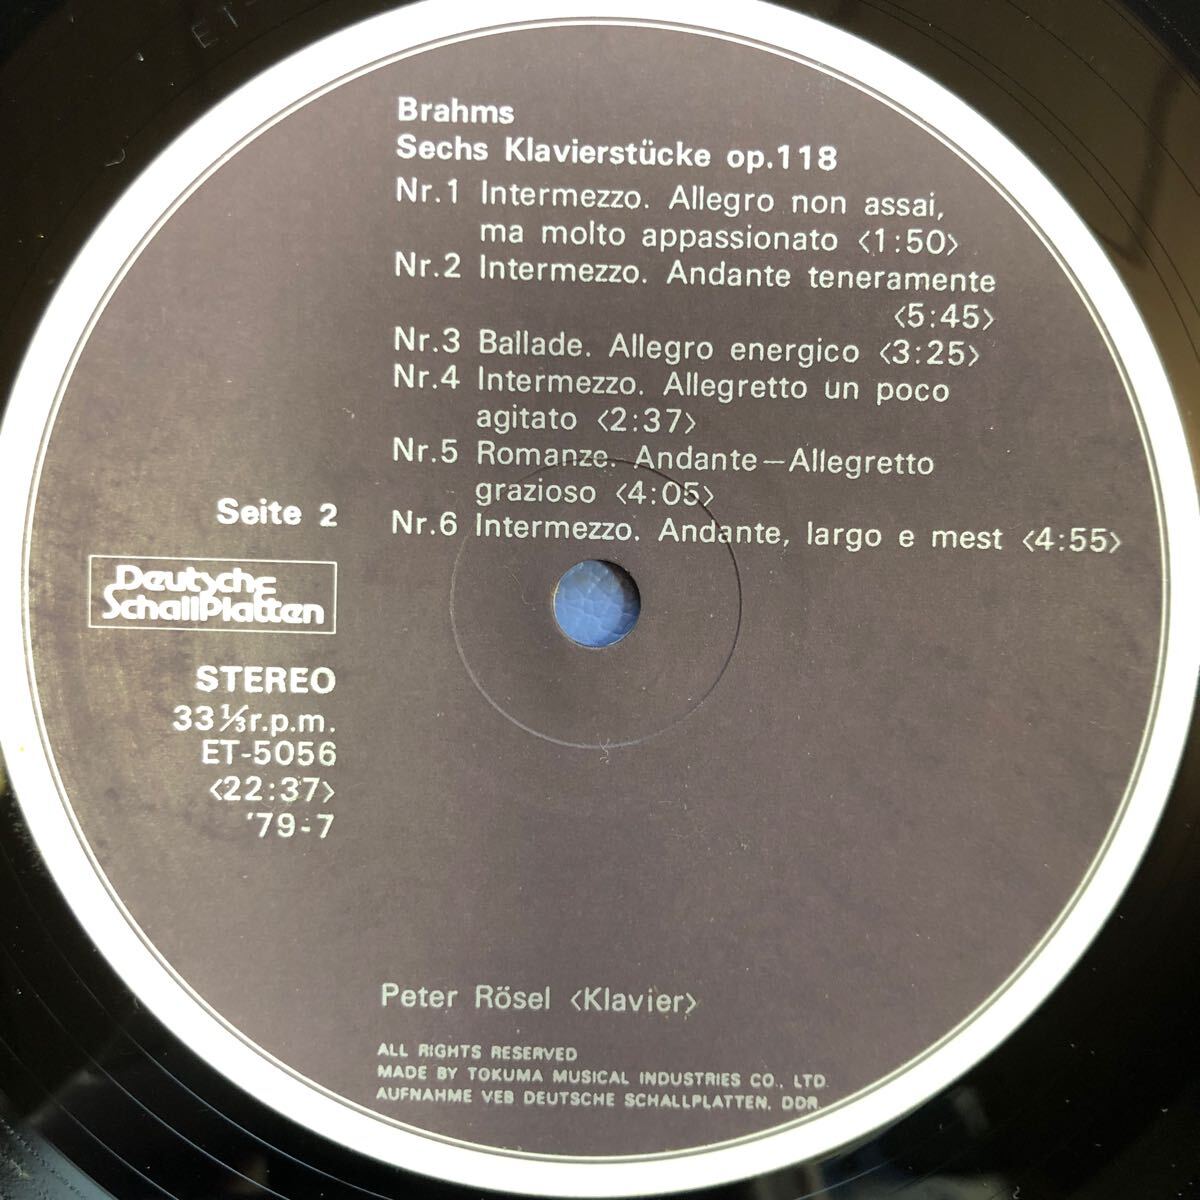 Brahms
Sechs Klavierstücke op.118
Nr.1 Intermezzo. Allegro non assai,
ma molto appassionato <1:50>
Nr.2 Intermezzo. Andante teneramente
<5:45>
Nr.3 Ballade. Allegro energico <3:25>
Nr.4 Intermezzo. Allegretto un poco
agitato <2:37>
Nr.5 Romanze. Andante—Allegretto
grazioso <4:05>
Nr.6 Intermezzo. Andante, largo e mest <4:55>
Seite 2
Deutsche
SchallPlatten
STEREO
33 ⅓ r.p.m.
ET-5056
<22:37>
'79-7
Peter Rösel <Klavier>
ALL RIGHTS RESERVED
MADE BY TOKUMA MUSICAL INDUSTRIES CO., LTD.
AUFNAHME VEB DEUTSCHE SCHALLPLATTEN, DDR.